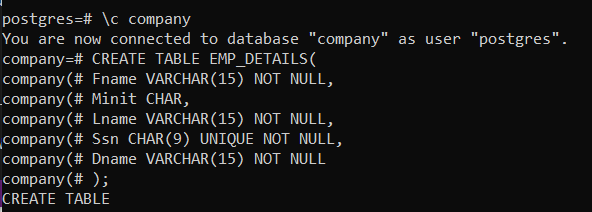 postgres=# \c company
You are now connected to database "company" as user "postgres".
company=# CREATE TABLE EMP_DETAILS(
company(# Fname VARCHAR(15) NOT NULL,
company(# Minit CHAR,
company(# Lname VARCHAR(15) NOT NULL,
company(# Ssn CHAR(9) UNIQUE NOT NULL,
company(# Dname VARCHAR(15) NOT NULL
company(# );
CREATE TABLE